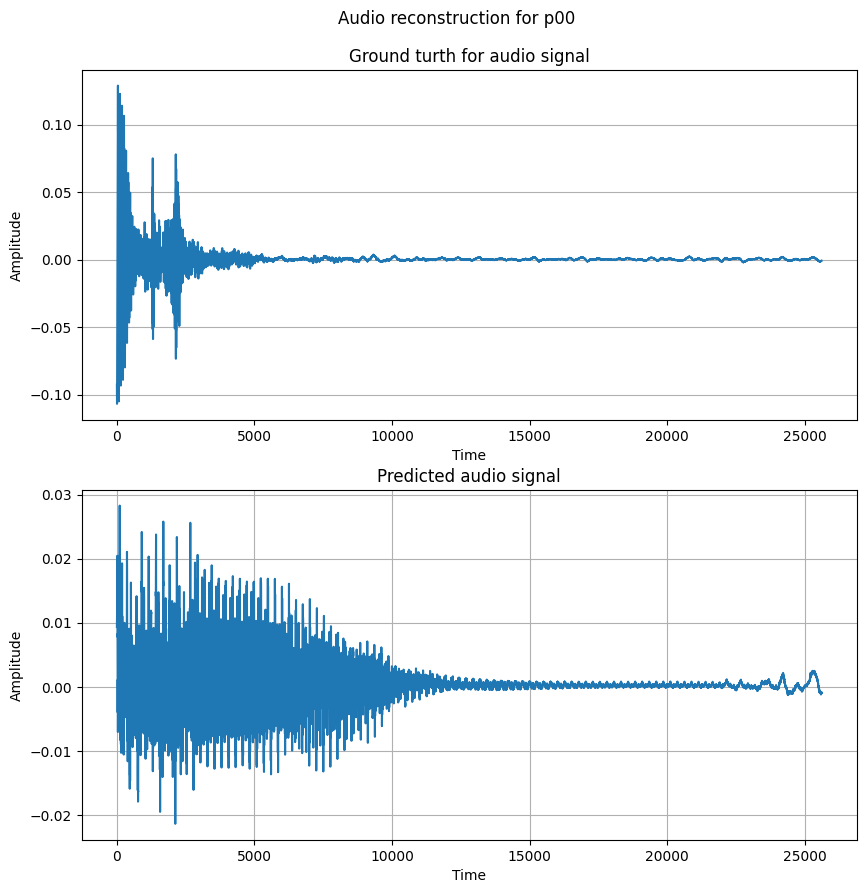 Audio reconstruction for p00
Ground turth for audio signal
0.10
0.05
0.00
−0.05
−0.10
Amplitude
0 5000 10000 15000 20000 25000
Time
Predicted audio signal
0.03
0.02
0.01
0.00
−0.01
−0.02
Amplitude
0 5000 10000 15000 20000 25000
Time